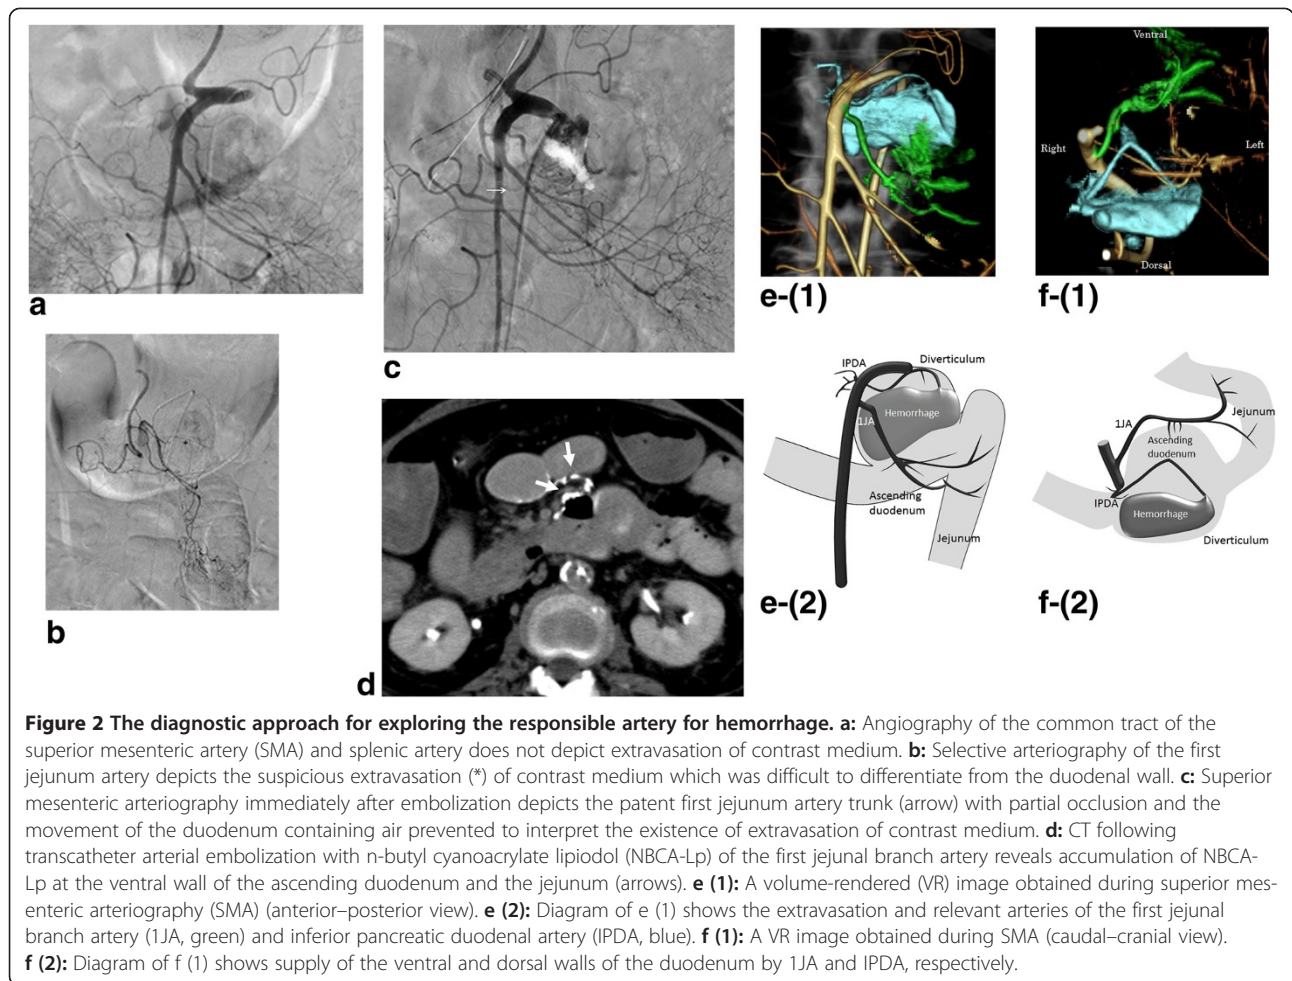 a
b
c
d
e-(1)
Ventral
Right
Left
Dorsal
f-(1)
IPDA
Diverticulum
Hemorrhage
1JA
Ascending
duodenum
Jejunum
e-(2)
1JA
Jejunum
Ascending
duodenum
IPDA
Hemorrhage
Diverticulum
f-(2)
Figure 2 The diagnostic approach for exploring the responsible artery for hemorrhage. a: Angiography of the common tract of the
superior mesenteric artery (SMA) and splenic artery does not depict extravasation of contrast medium. b: Selective arteriography of the first
jejunum artery depicts the suspicious extravasation (*) of contrast medium which was difficult to differentiate from the duodenal wall. c: Superior
mesenteric arteriography immediately after embolization depicts the patent first jejunum artery trunk (arrow) with partial occlusion and the
movement of the duodenum containing air prevented to interpret the existence of extravasation of contrast medium. d: CT following
transcatheter arterial embolization with n-butyl cyanoacrylate lipiodol (NBCA-Lp) of the first jejunal branch artery reveals accumulation of NBCA-
Lp at the ventral wall of the ascending duodenum and the jejunum (arrows). e (1): A volume-rendered (VR) image obtained during superior mes-
enteric arteriography (SMA) (anterior–posterior view). e (2): Diagram of e (1) shows the extravasation and relevant arteries of the first jejunal
branch artery (1JA, green) and inferior pancreatic duodenal artery (IPDA, blue). f (1): A VR image obtained during SMA (caudal–cranial view).
f (2): Diagram of f (1) shows supply of the ventral and dorsal walls of the duodenum by 1JA and IPDA, respectively.